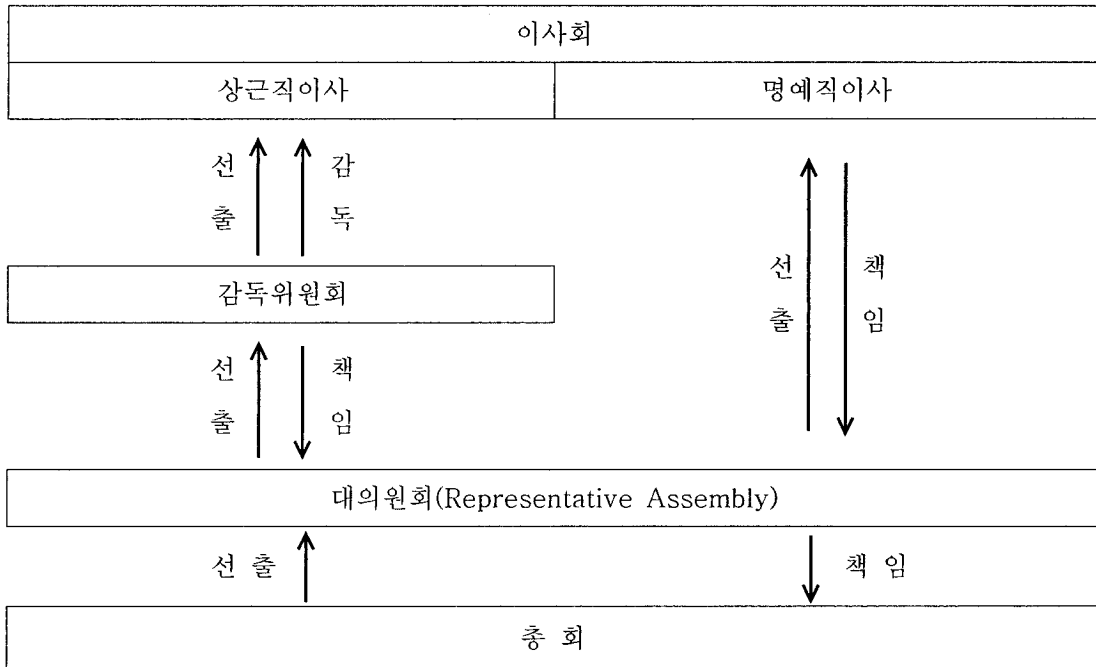 이사회
상근직이사 명예직이사
선출 감독
선출 책임
감독위원회
선출 책임
대의원회(Representative Assembly)
선 출 책 임
총 회